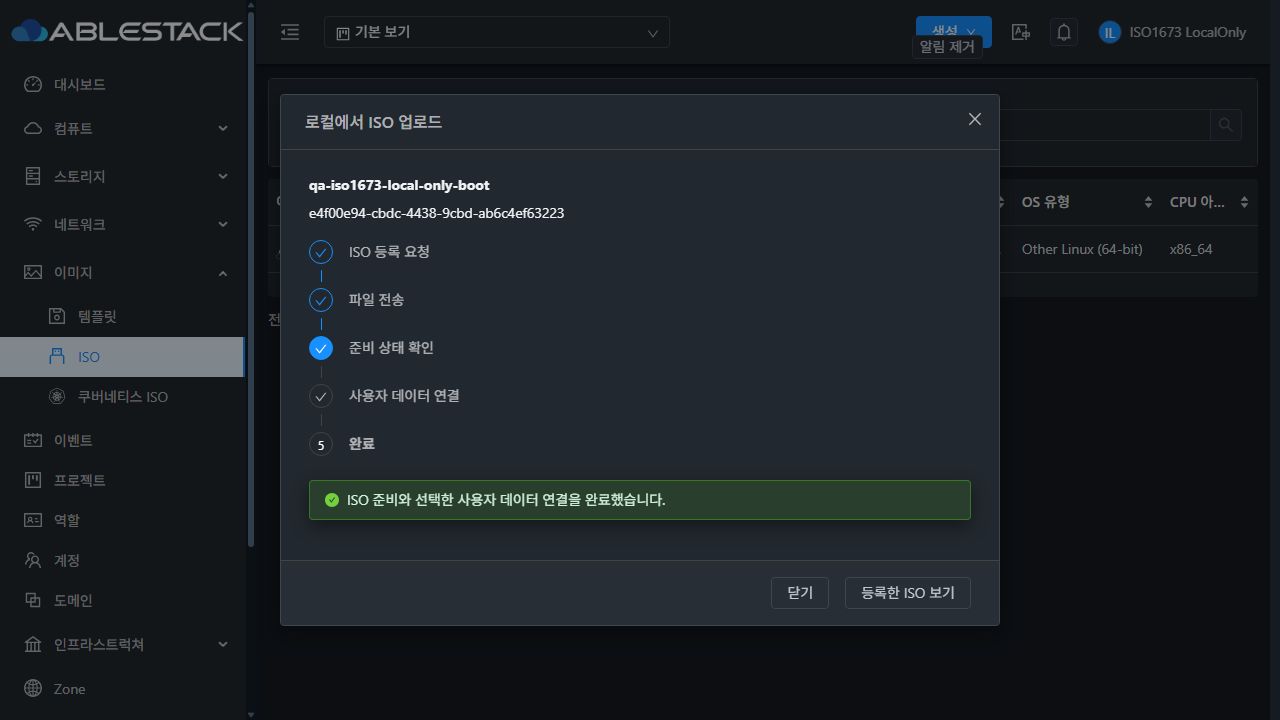 ABLESTACK
기본 보기
생성
알림 제거
IL
ISO1673 LocalOnly
대시보드
컴퓨트
스토리지
네트워크
이미지
템플릿
ISO
쿠버네티스 ISO
이벤트
프로젝트
역할
계정
도메인
인프라스트럭쳐
Zone
로컬에서 ISO 업로드
qa-iso1673-local-only-boot
e4f00e94-cbdc-4438-9cbd-ab6c4ef63223
ISO 등록 요청
파일 전송
준비 상태 확인
사용자 데이터 연결
5 완료
ISO 준비와 선택한 사용자 데이터 연결을 완료했습니다.
닫기
등록한 ISO 보기
OS 유형
CPU 아...
Other Linux (64-bit)
x86_64
전